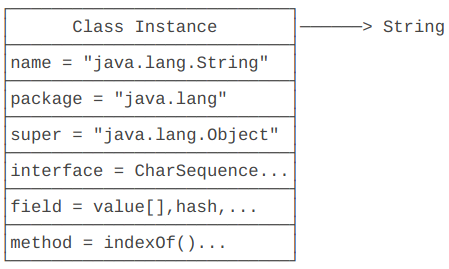 Class Instance ———> String
name = "java.lang.String"
package = "java.lang"
super = "java.lang.Object"
interface = CharSequence...
field = value[],hash,...
method = indexOf()...